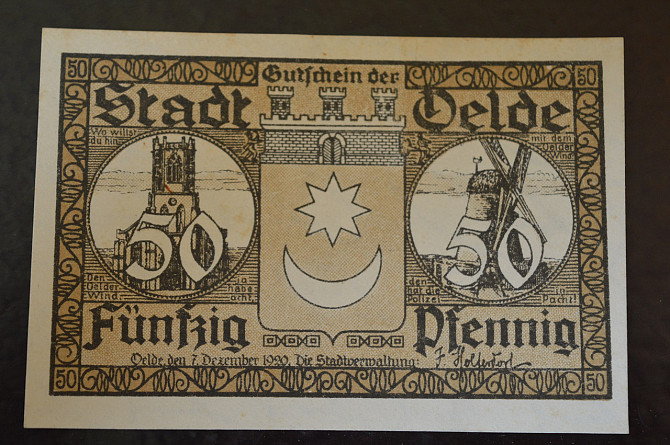 50 Gutschein der 50
Stadt Oelde
Wo willst
du hin
mit dem
Oelder
Wind
50 50
Den
Oelder
Wind,
ja
habe
acht,
den
hat die
Polizei
in
Pacht!
Fünfzig Pfennig
Oelde, den 7. Dezember 1920. Die Stadtverwaltung:
50 50